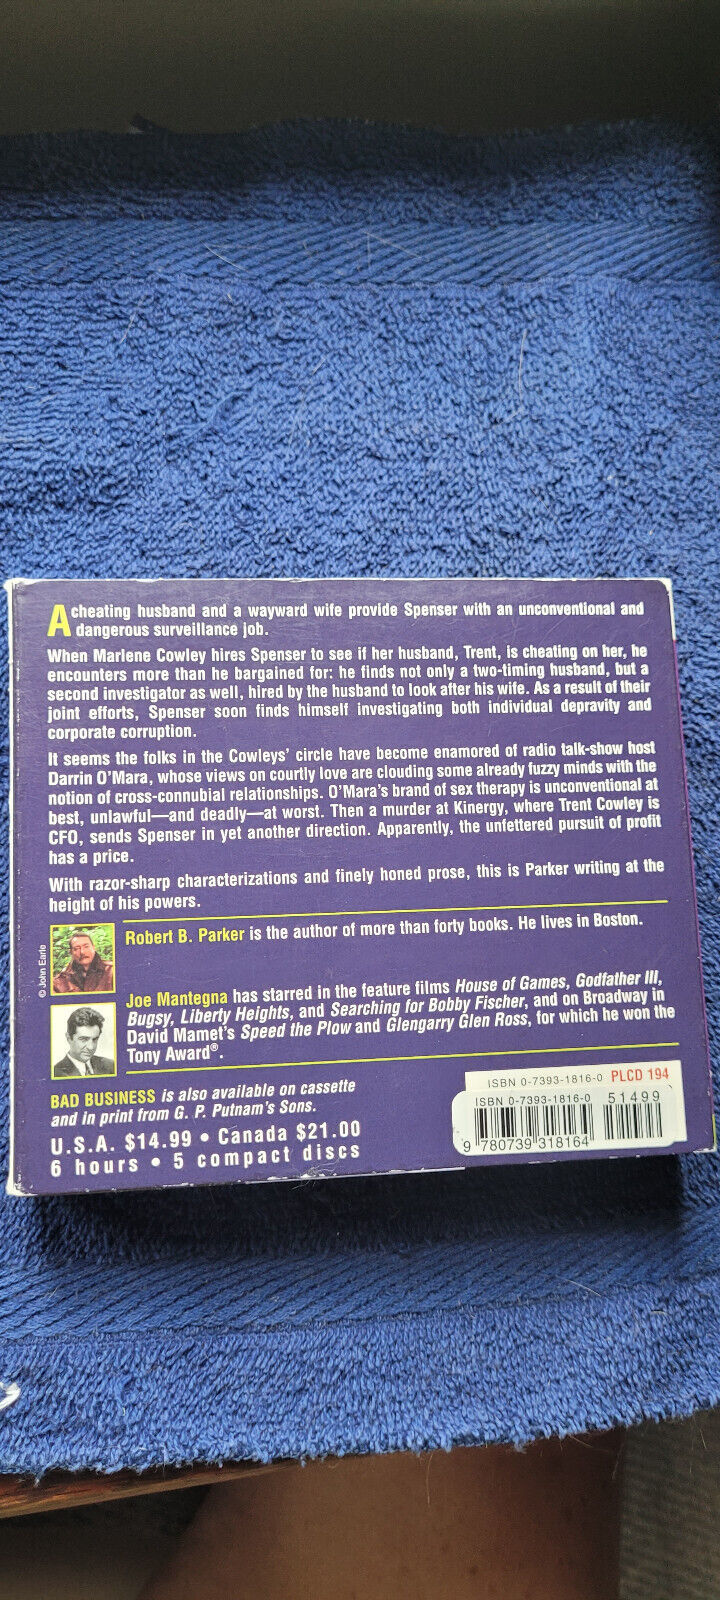 A cheating husband and a wayward wife provide Spenser with an unconventional and
dangerous surveillance job.
When Marlene Cowley hires Spenser to see if her husband, Trent, is cheating on her, he
encounters more than he bargained for: he finds not only a two-timing husband, but a
second investigator as well, hired by the husband to look after his wife. As a result of their
joint efforts, Spenser soon finds himself investigating both individual depravity and
corporate corruption.
It seems the folks in the Cowleys' circle have become enamored of radio talk-show host
Darrin O'Mara, whose views on courtly love are clouding some already fuzzy minds with the
notion of cross-connubial relationships. O'Mara's brand of sex therapy is unconventional at
best, unlawful—and deadly—at worst. Then a murder at Kinergy, where Trent Cowley is
CFO, sends Spenser in yet another direction. Apparently, the unfettered pursuit of profit
has a price.
With razor-sharp characterizations and finely honed prose, this is Parker writing at the
height of his powers.
© John Earle
Robert B. Parker is the author of more than forty books. He lives in Boston.
Joe Mantegna has starred in the feature films House of Games, Godfather III,
Bugsy, Liberty Heights, and Searching for Bobby Fischer, and on Broadway in
David Mamet's Speed the Plow and Glengarry Glen Ross, for which he won the
Tony Award®.
BAD BUSINESS is also available on cassette
and in print from G. P. Putnam's Sons.
U.S.A. $14.99 • Canada $21.00
6 hours • 5 compact discs
ISBN 0-7393-1816-0 PLCD 194
ISBN 0-7393-1816-0 51499
9 780739 318164